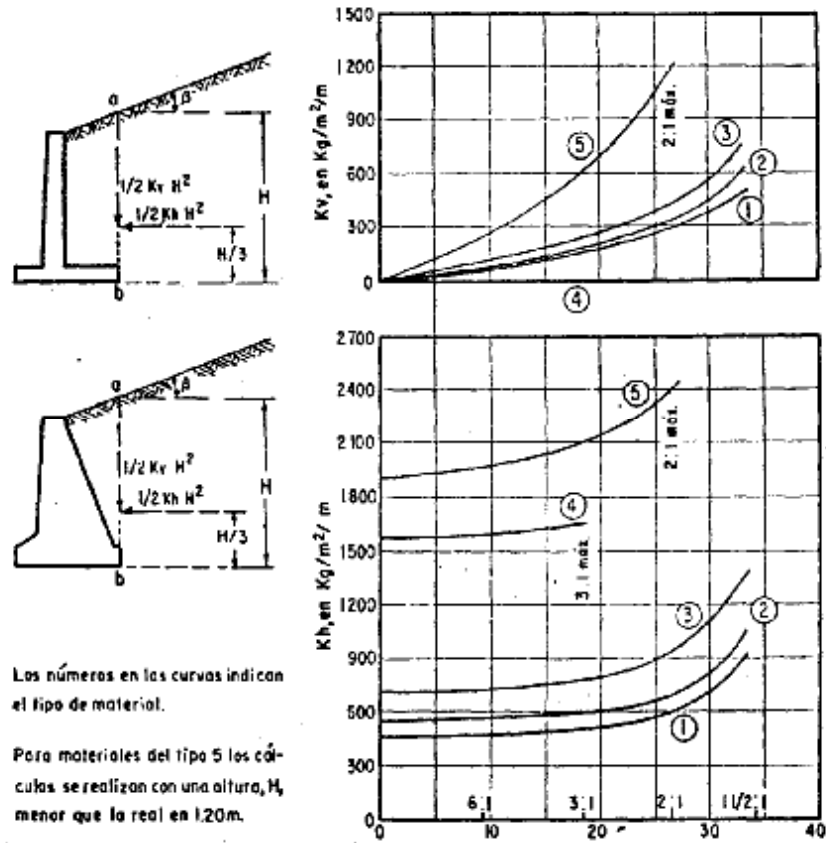 a
β
1/2 Kv H²
1/2 Kh H²
H
H/3
b
a
β
1/2 Kv H²
1/2 Kh H²
H
H/3
b
Los números en las curvas indican
el tipo de material.
Para materiales del tipo 5 los cál-
culos se realizan con una altura, H,
menor que la real en 1.20m.
Kv, en Kg/m²/m
1500
1200
900
600
300
0
5
2:1 máx.
3
2
1
4
Kh, en Kg/m²/m
2700
2400
2100
1800
1500
1200
900
600
300
0
5
2:1 máx.
4
3:1 máx
3
2
1
6:1
3:1
2:1
1 1/2:1
0
10
20
30
40